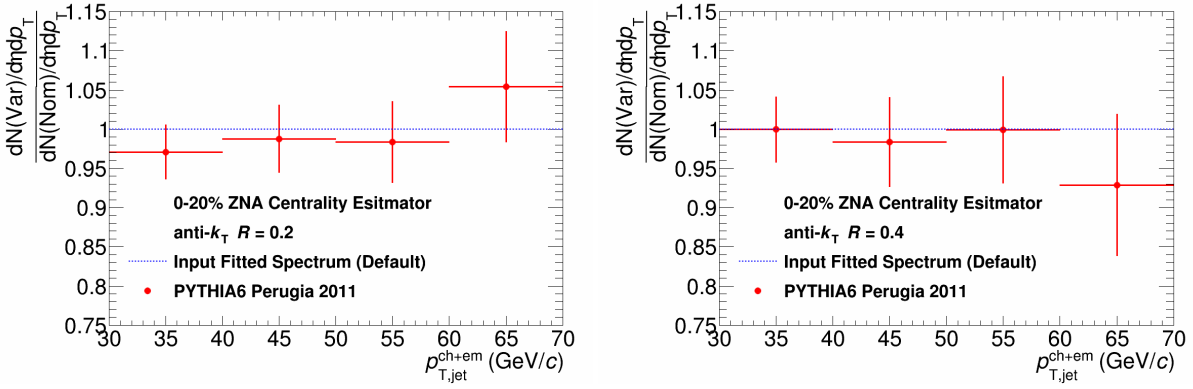 dN(Var)/dηdp_T
dN(Nom)/dηdp_T
1.15
1.1
1.05
1
0.95
0.9
0.85
0.8
0.75
0-20% ZNA Centrality Esitmator
anti-k_T R = 0.2
Input Fitted Spectrum (Default)
PYTHIA6 Perugia 2011
30 35 40 45 50 55 60 65 70
p_T,jet^ch+em (GeV/c)
dN(Var)/dηdp_T
dN(Nom)/dηdp_T
1.15
1.1
1.05
1
0.95
0.9
0.85
0.8
0.75
0-20% ZNA Centrality Esitmator
anti-k_T R = 0.4
Input Fitted Spectrum (Default)
PYTHIA6 Perugia 2011
30 35 40 45 50 55 60 65 70
p_T,jet^ch+em (GeV/c)